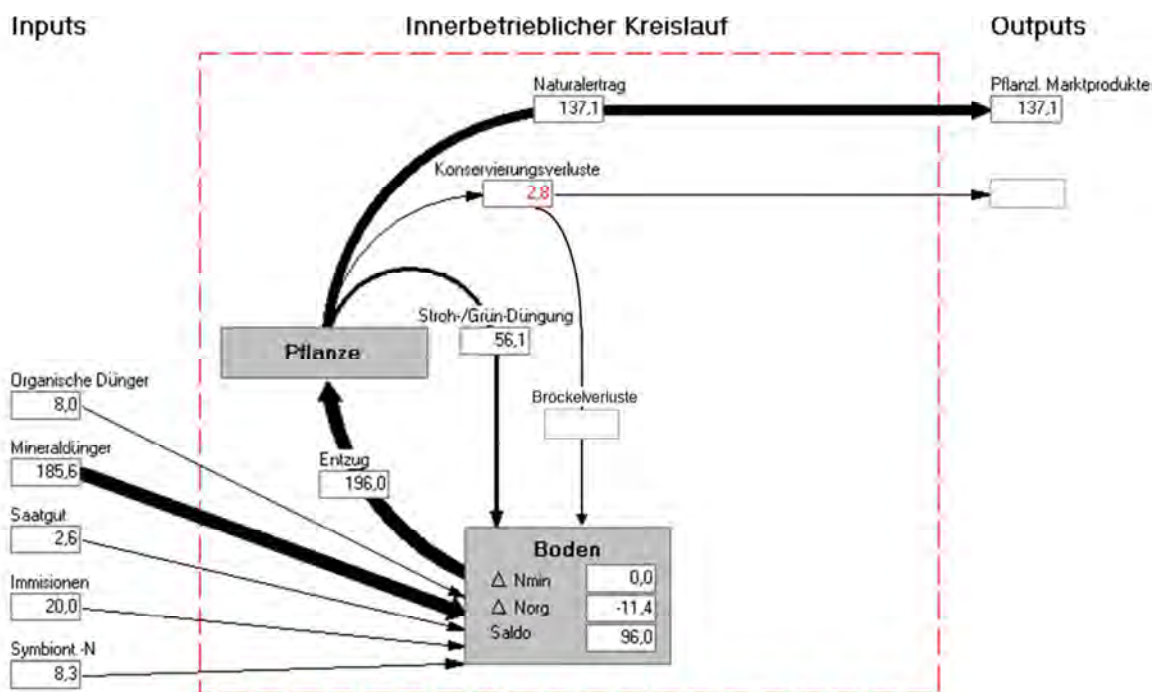 Inputs
Innerbetrieblicher Kreislauf
Outputs
Naturalertrag
137,1
Pflanzl. Marktprodukte
137,1
Konservierungsverluste
2,8
Stroh-/Grün-Düngung
56,1
Pflanze
Bröckelverluste
Organische Dünger
8,0
Mineraldünger
185,6
Entzug
196,0
Saatgut
2,6
Immisionen
20,0
Symbiont.-N
8,3
Boden
Δ Nmin 0,0
Δ Norg -11,4
Saldo 96,0